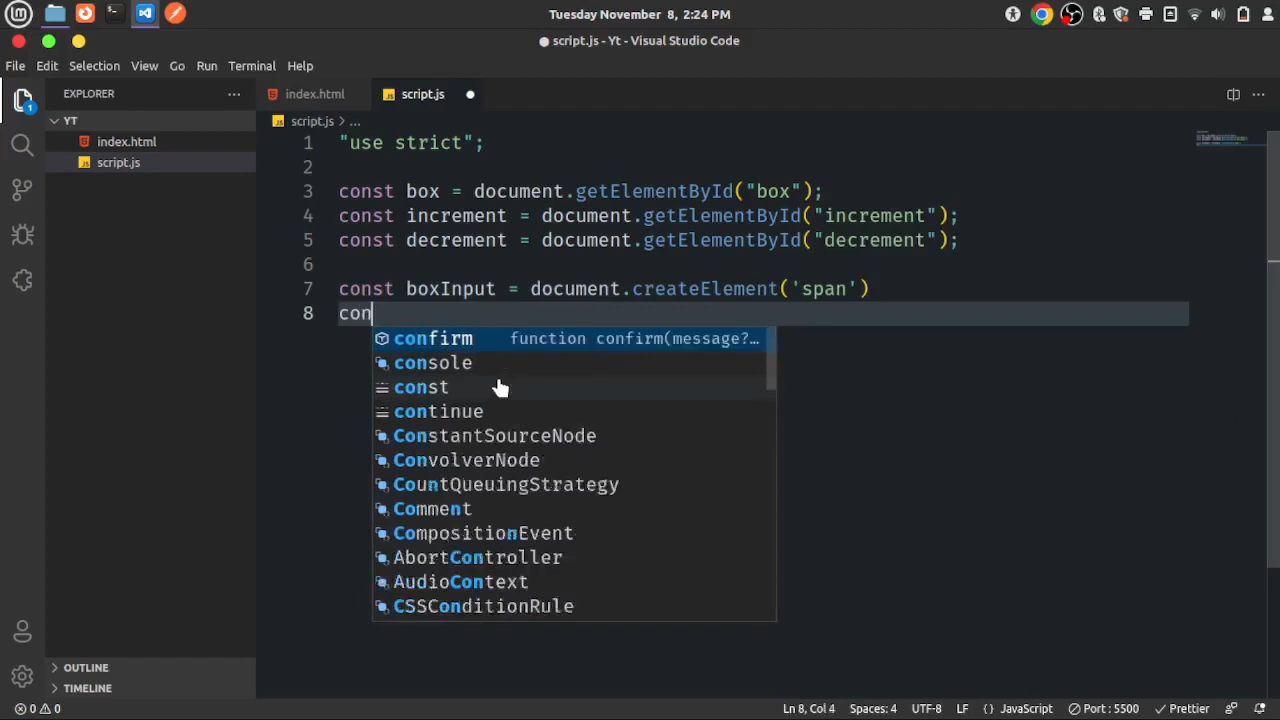 Tuesday November 8, 2:24 PM
script.js - Yt - Visual Studio Code
File Edit Selection View Go Run Terminal Help
EXPLORER
index.html
script.js
1
YT
script.js > ...
index.html
script.js
1 "use strict";
2
3 const box = document.getElementById("box");
4 const increment = document.getElementById("increment");
5 const decrement = document.getElementById("decrement");
6
7 const boxInput = document.createElement('span')
8 con
confirm function confirm(message?…
console
const
continue
ConstantSourceNode
ConvolverNode
CountQueuingStrategy
Comment
CompositionEvent
AbortController
AudioContext
CSSConditionRule
OUTLINE
TIMELINE
0 0 Ln 8, Col 4 Spaces: 4 UTF-8 LF {} JavaScript Port : 5500 Prettier